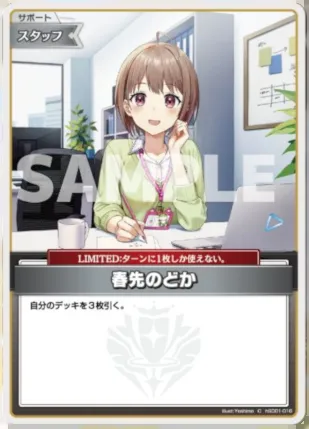 サポート
スタッフ
SAMPLE
LIMITED:ターンに1枚しか使えない。
春先のどか
自分のデッキを3枚引く。